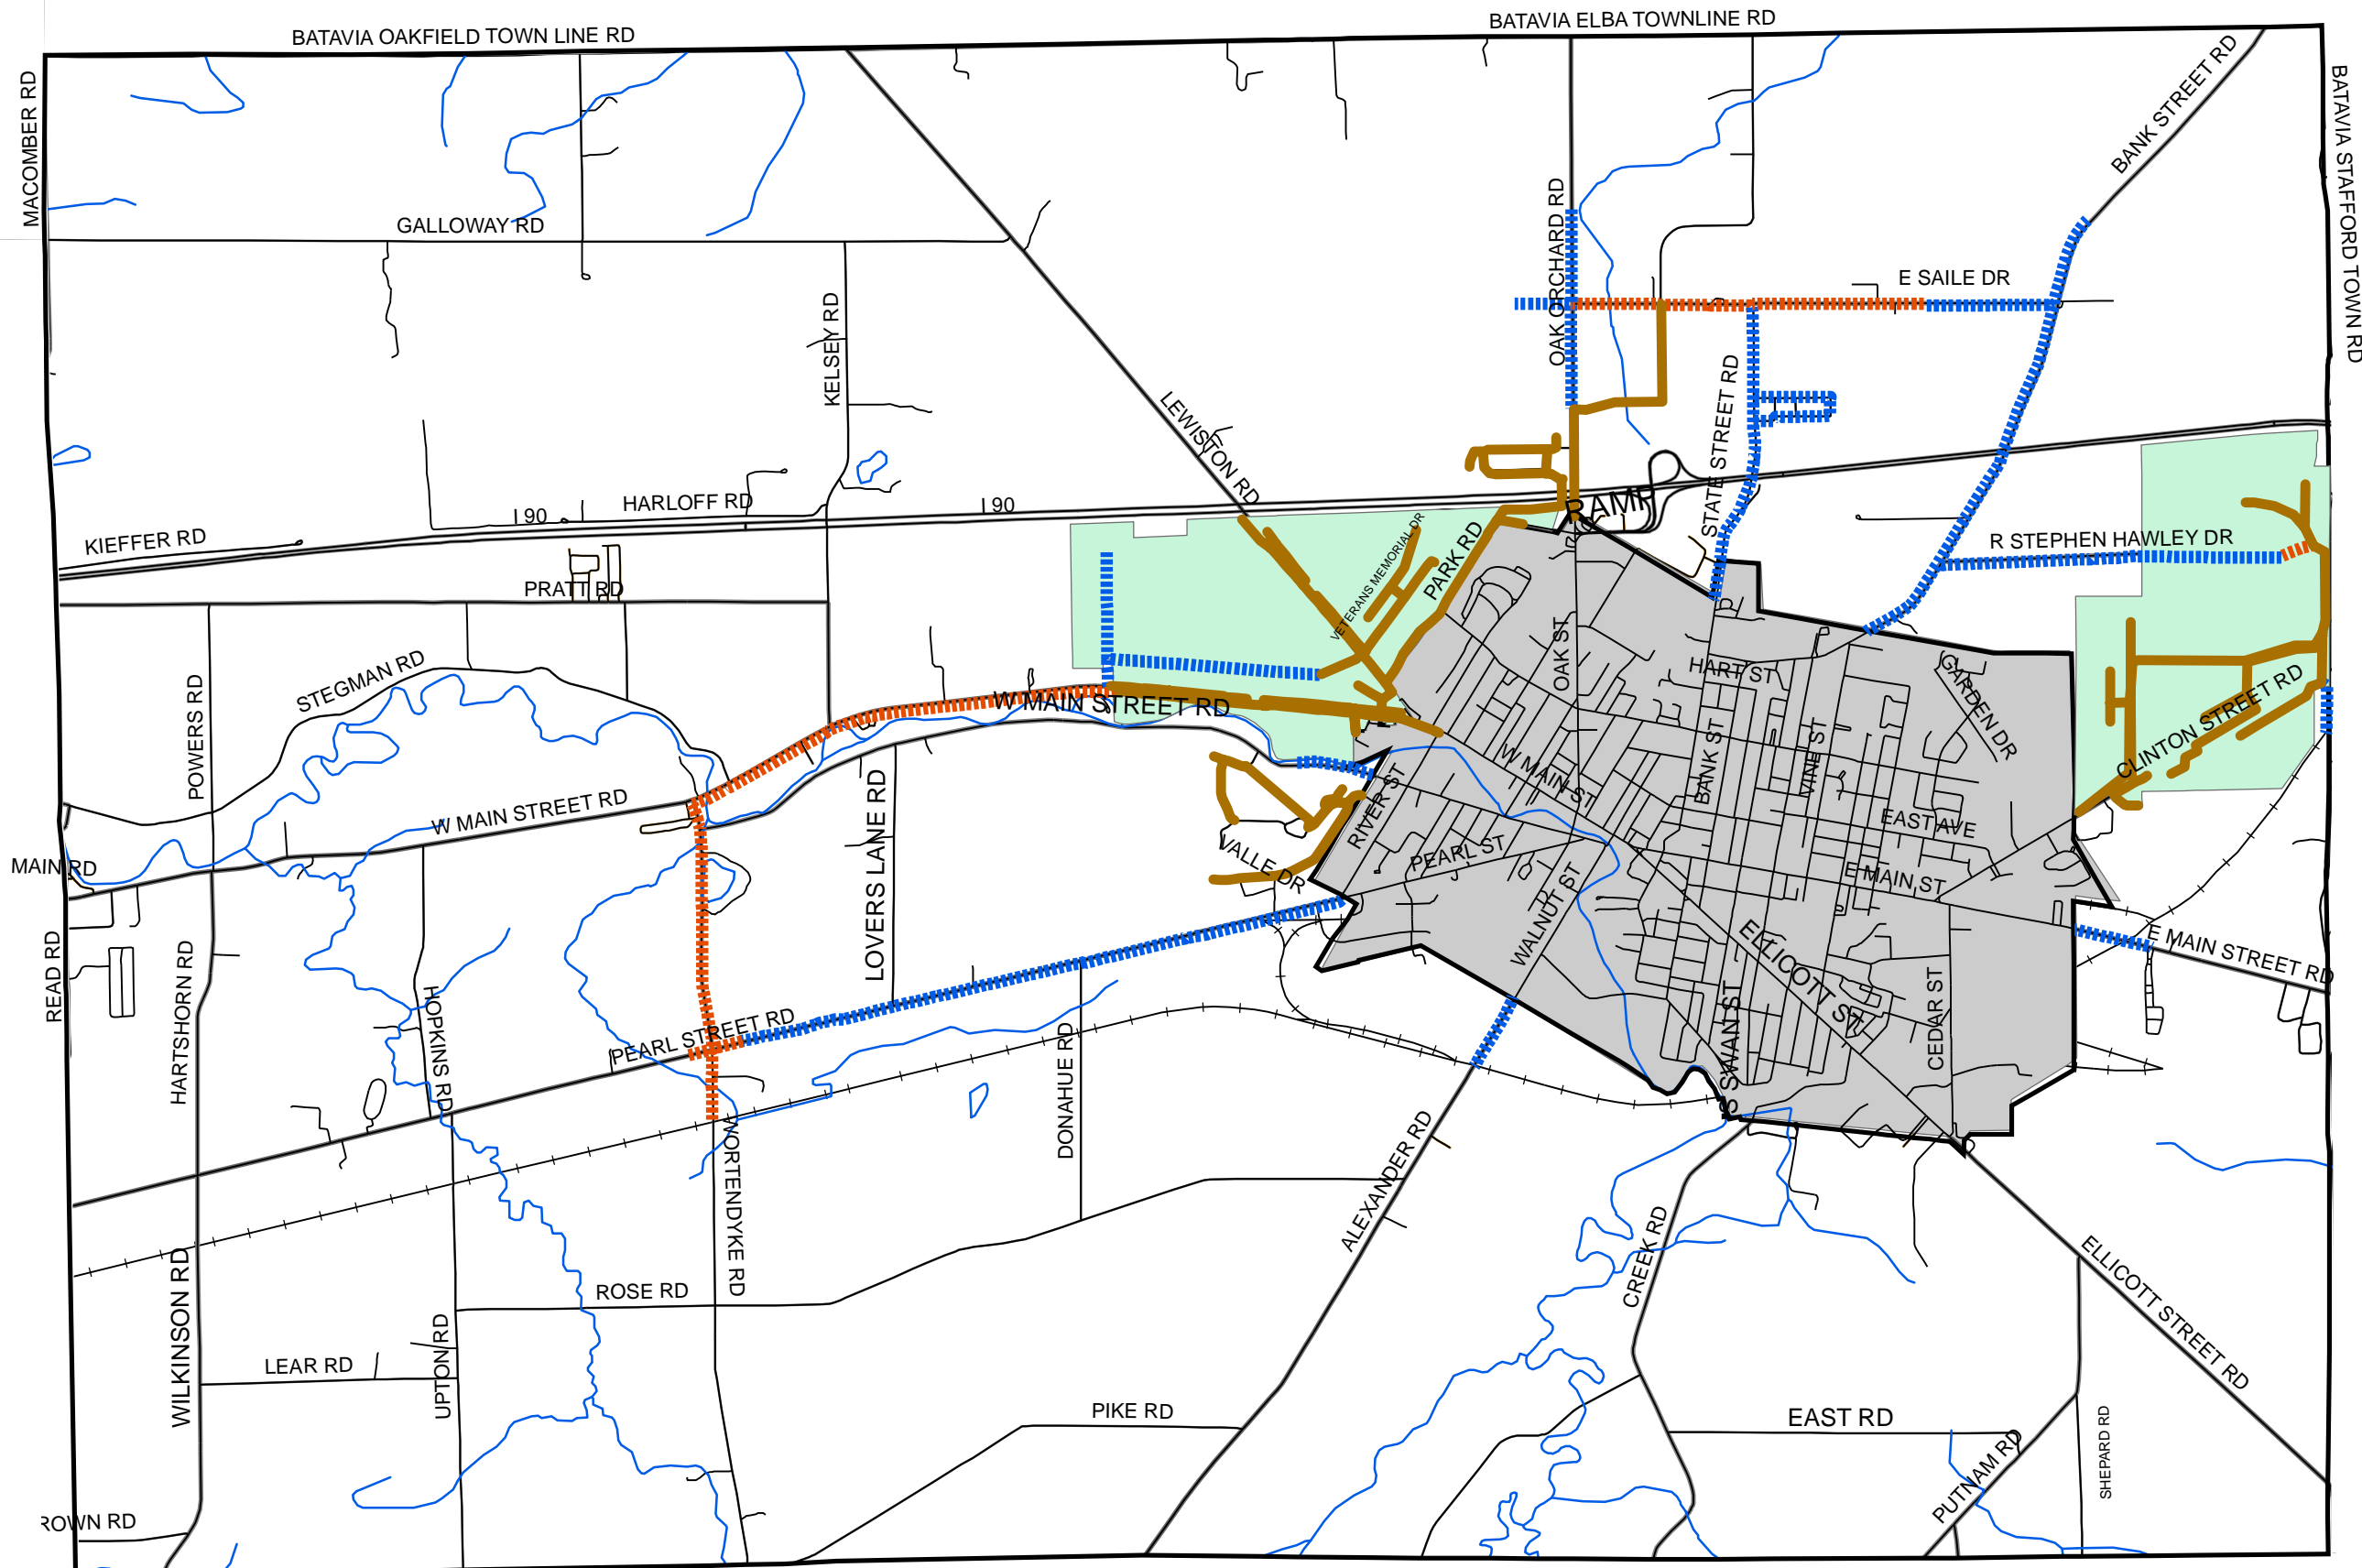 BATAVIA ELBA TOWNLINE RD
BATAVIA OAKFIELD TOWN LINE RD
MACOMBER RD
BANK STREET RD
BATAVIA STAFFORD TOWN RD
GALLOWAY RD
OAK ORCHARD RD
E SAILE DR
KELSEY RD
LEWISTON RD
STATE STREET RD
HARLOFF RD
I 90
I 90
RAMP
KIEFFER RD
VETERANS MEMORIAL DR
PARK RD
R STEPHEN HAWLEY DR
PRATT RD
OAK ST
HART ST
GARDEN DR
STEGMAN RD
POWERS RD
W MAIN STREET RD
CLINTON STREET RD
BANK ST
VINE ST
W MAIN ST
RIVER ST
W MAIN STREET RD
EAST AVE
PEARL ST
VALLE DR
E MAIN ST
MAIN RD
LOVERS LANE RD
WALNUT ST
ELLICOTT ST
E MAIN STREET RD
READ RD
HARTSHORN RD
HOPKINS RD
PEARL STREET RD
DONAHUE RD
S SWAN ST
CEDAR ST
WORTENDYKE RD
ALEXANDER RD
CREEK RD
WILKINSON RD
ROSE RD
ELLICOTT STREET RD
LEAR RD
UPTON RD
PIKE RD
EAST RD
PUTNAM RD
SHEPARD RD
ROWN RD